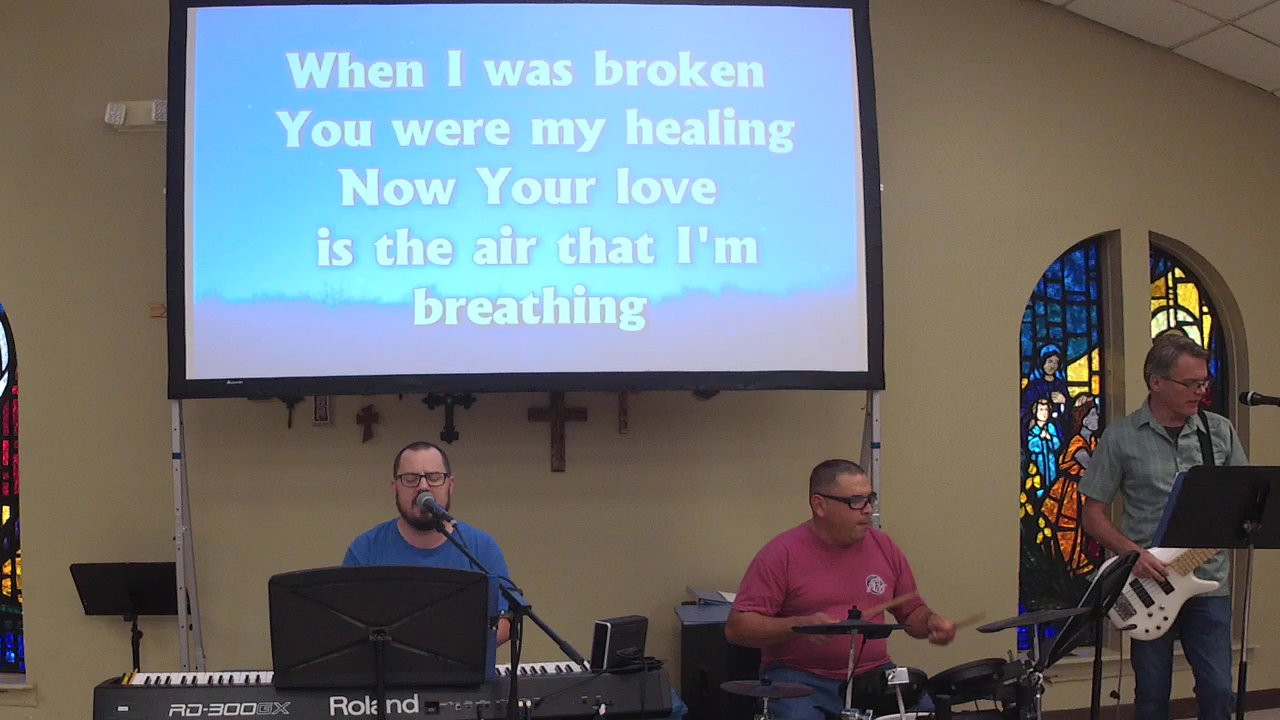 When I was broken
You were my healing
Now Your love
is the air that I'm
breathing
RD-300GX
Roland